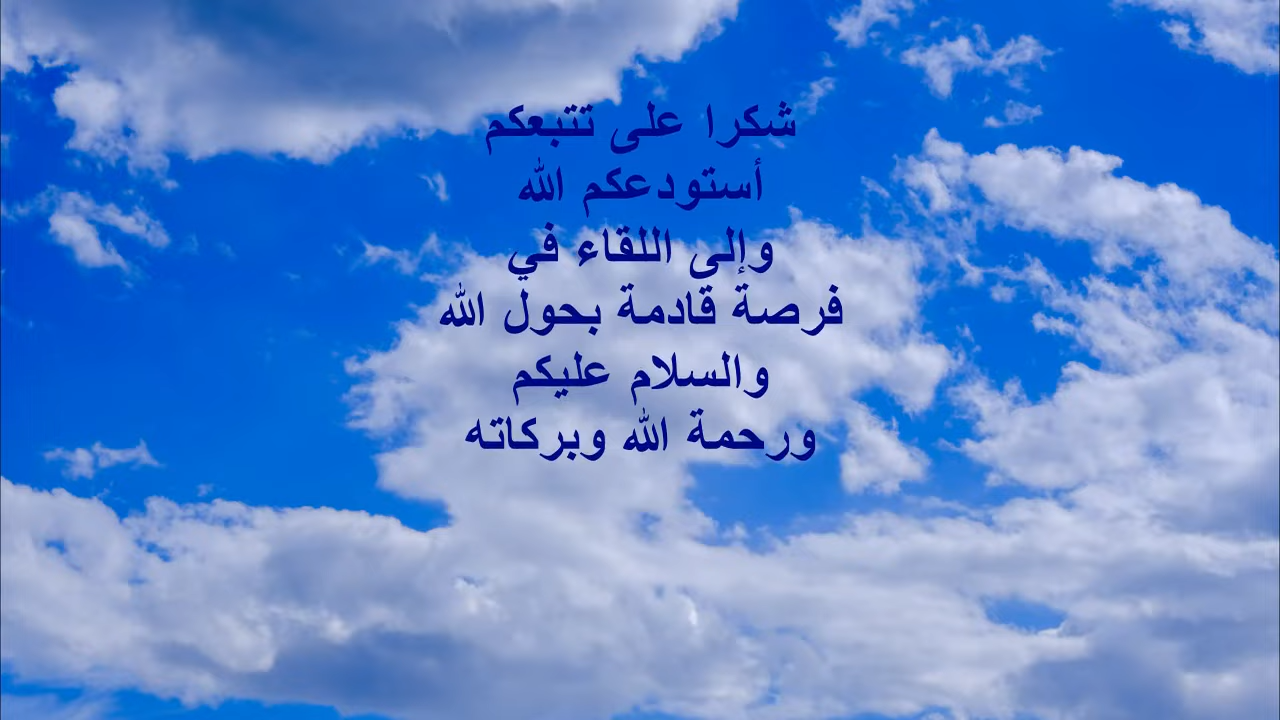 شكرا على تتبعكم
أستودعكم الله
وإلى اللقاء في
فرصة قادمة بحول الله
والسلام عليكم
ورحمة الله وبركاته